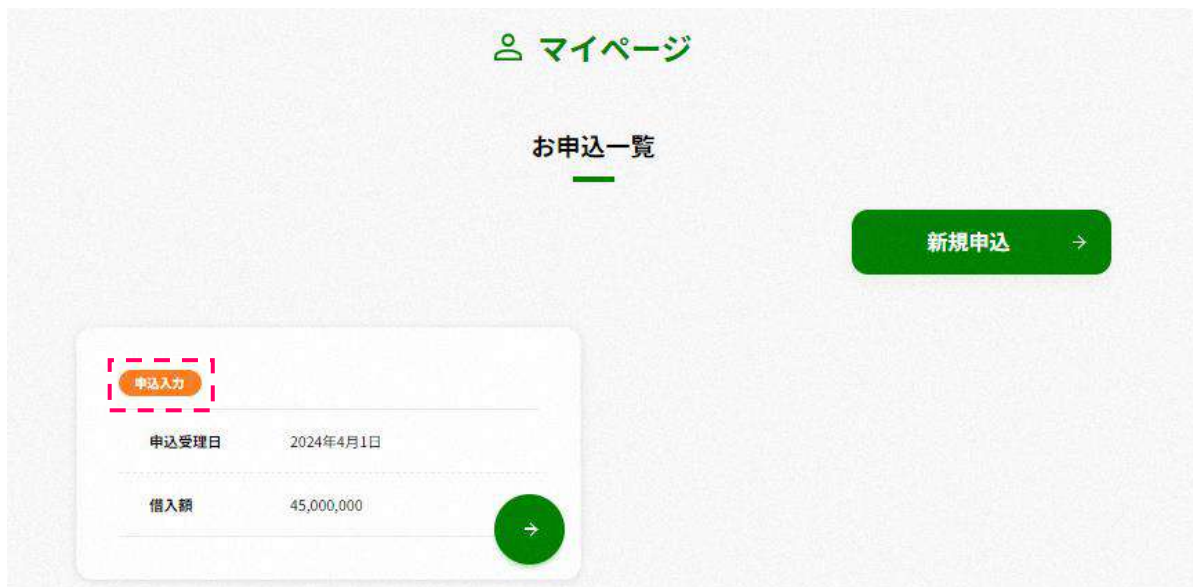 マイページ
お申込一覧
新規申込
申込入力
申込受理日 2024年4月1日
借入額 45,000,000